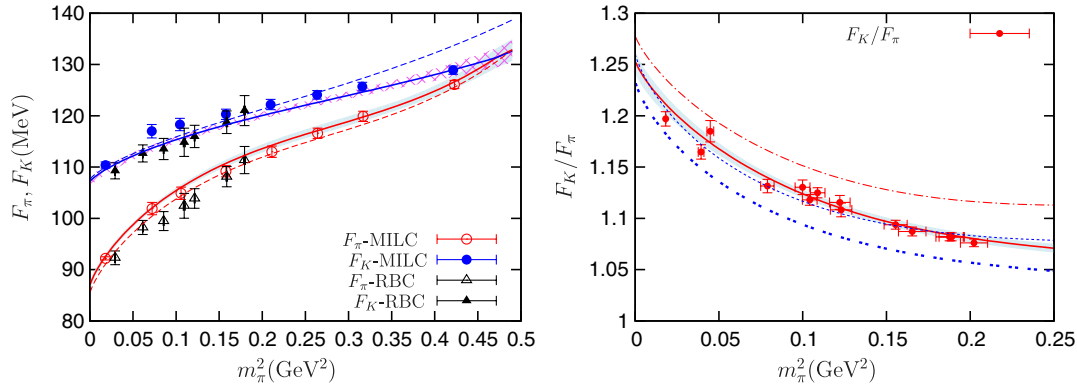 F_π, F_K(MeV)
140
130
120
110
100
90
80
0 0.05 0.1 0.15 0.2 0.25 0.3 0.35 0.4 0.45 0.5
m_π^2(GeV^2)
F_π-MILC
F_K-MILC
F_π-RBC
F_K-RBC
F_K/F_π
1.3
1.25
1.2
1.15
1.1
1.05
1
0 0.05 0.1 0.15 0.2 0.25
m_π^2(GeV^2)
F_K/F_π